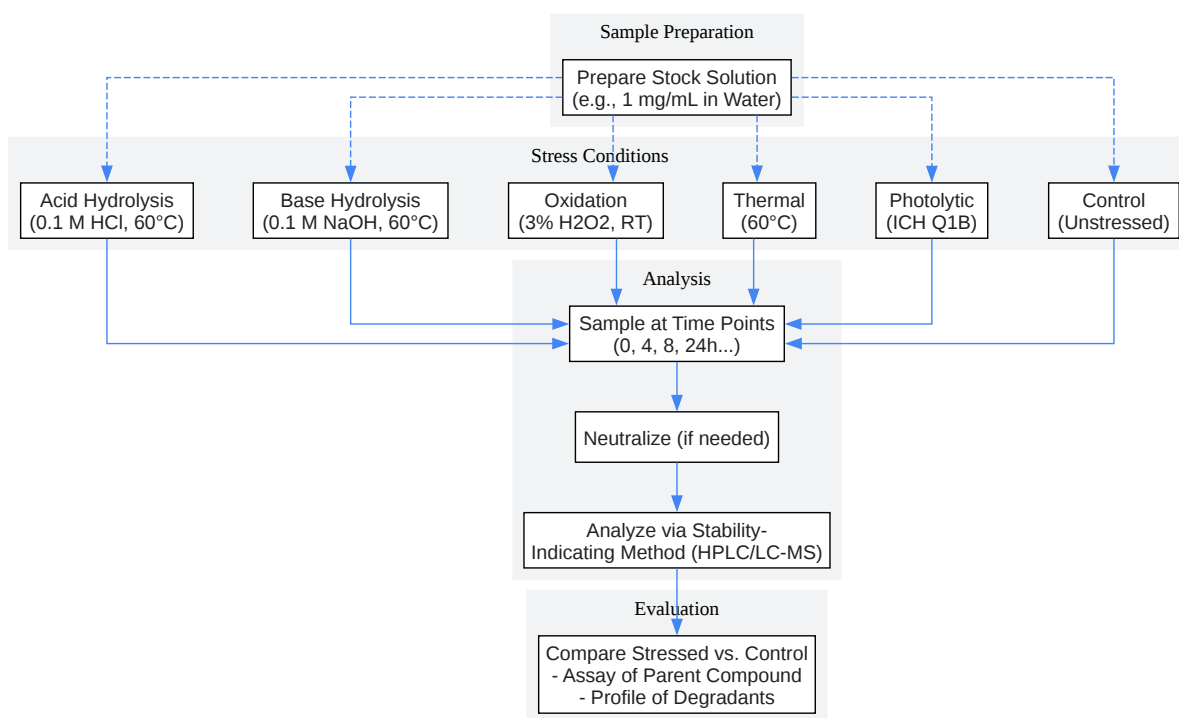 Sample Preparation
Prepare Stock Solution
(e.g., 1 mg/mL in Water)
Stress Conditions
Acid Hydrolysis
(0.1 M HCl, 60°C)
Base Hydrolysis
(0.1 M NaOH, 60°C)
Oxidation
(3% H2O2, RT)
Thermal
(60°C)
Photolytic
(ICH Q1B)
Control
(Unstressed)
Analysis
Sample at Time Points
(0, 4, 8, 24h...)
Neutralize (if needed)
Analyze via Stability-
Indicating Method (HPLC/LC-MS)
Evaluation
Compare Stressed vs. Control
- Assay of Parent Compound
- Profile of Degradants